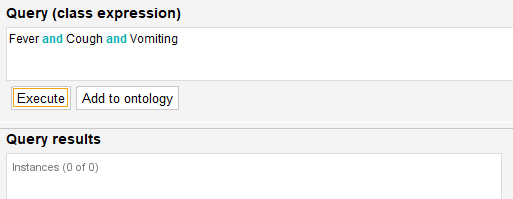 Query (class expression)
Fever and Cough and Vomiting
Execute Add to ontology
Query results
Instances (0 of 0)